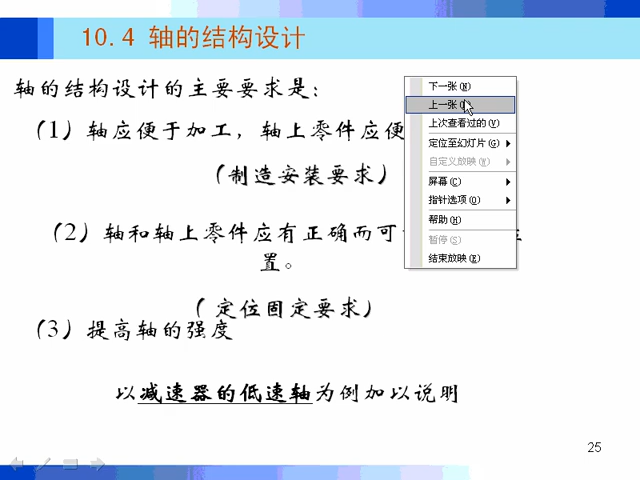 10.4 轴的结构设计
轴的结构设计的主要要求是：
（1）轴应便于加工，轴上零件应便
（制造安装要求）
（2）轴和轴上零件应有正确而可
置。
（ 定位固定要求）
（3）提高轴的强度
以减速器的低速轴为例加以说明
25
下一张(N)
上一张(
上次查看过的(V)
定位至幻灯片(G)
自定义放映(W)
屏幕(C)
指针选项(O)
帮助(H)
暂停(S)
结束放映(E)